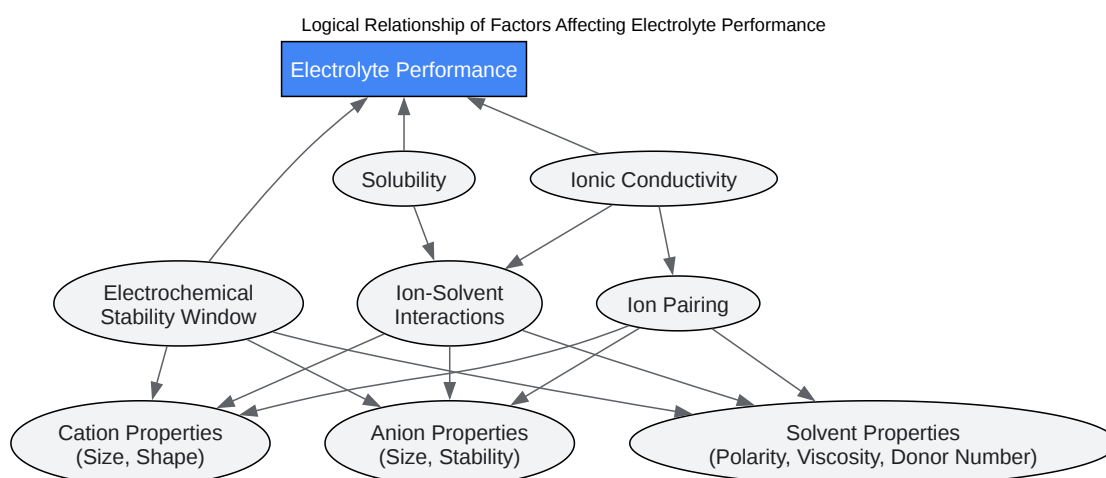 Logical Relationship of Factors Affecting Electrolyte Performance
Electrolyte Performance
Solubility
Ionic Conductivity
Electrochemical
Stability Window
Ion-Solvent
Interactions
Ion Pairing
Cation Properties
(Size, Shape)
Anion Properties
(Size, Stability)
Solvent Properties
(Polarity, Viscosity, Donor Number)